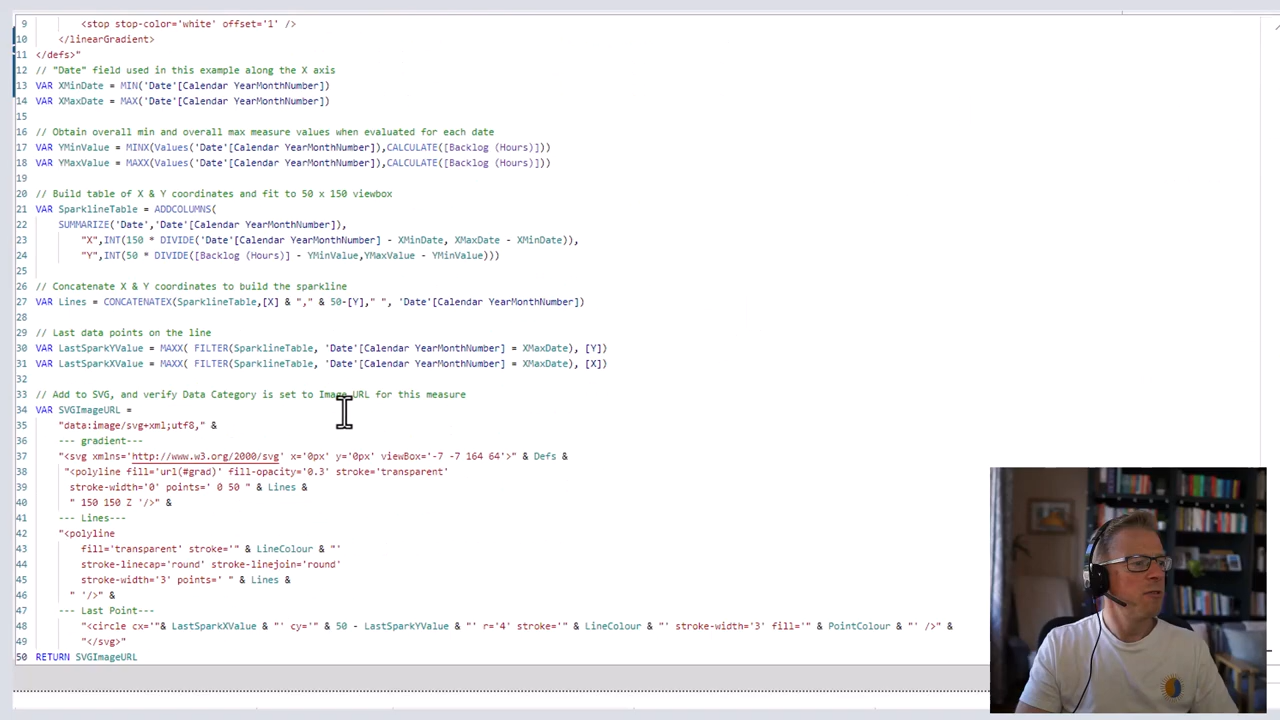 9 <stop stop-color='white' offset='1' />
10 </linearGradient>
11 </defs>"
12 // "Date" field used in this example along the X axis
13 VAR XMinDate = MIN('Date'[Calendar YearMonthNumber])
14 VAR XMaxDate = MAX('Date'[Calendar YearMonthNumber])
15
16 // Obtain overall min and overall max measure values when evaluated for each date
17 VAR YMinValue = MINX(Values('Date'[Calendar YearMonthNumber]),CALCULATE([Backlog (Hours)]))
18 VAR YMaxValue = MAXX(Values('Date'[Calendar YearMonthNumber]),CALCULATE([Backlog (Hours)]))
19
20 // Build table of X & Y coordinates and fit to 50 x 150 viewbox
21 VAR SparklineTable = ADDCOLUMNS(
22 SUMMARIZE('Date','Date'[Calendar YearMonthNumber]),
23 "X",INT(150 * DIVIDE('Date'[Calendar YearMonthNumber] - XMinDate, XMaxDate - XMinDate)),
24 "Y",INT(50 * DIVIDE([Backlog (Hours)] - YMinValue,YMaxValue - YMinValue)))
25
26 // Concatenate X & Y coordinates to build the sparkline
27 VAR Lines = CONCATENATEX(SparklineTable,[X] & "," & 50-[Y]," ", 'Date'[Calendar YearMonthNumber])
28
29 // Last data points on the line
30 VAR LastSparkYValue = MAXX( FILTER(SparklineTable, 'Date'[Calendar YearMonthNumber] = XMaxDate), [Y])
31 VAR LastSparkXValue = MAXX( FILTER(SparklineTable, 'Date'[Calendar YearMonthNumber] = XMaxDate), [X])
32
33 // Add to SVG, and verify Data Category is set to Image URL for this measure
34 VAR SVGImageURL =
35 "data:image/svg+xml;utf8," &
36 --- gradient---
37 "<svg xmlns='http://www.w3.org/2000/svg' x='0px' y='0px' viewBox='-7 -7 164 64'>" & Defs &
38 "<polyline fill='url(#grad)' fill-opacity='0.3' stroke='transparent'
39 stroke-width='0' points=' 0 50 " & Lines &
40 " 150 150 Z '/>" &
41 --- Lines---
42 "<polyline
43 fill='transparent' stroke='" & LineColour & "'
44 stroke-linecap='round' stroke-linejoin='round'
45 stroke-width='3' points=' " & Lines &
46 " '/>" &
47 --- Last Point---
48 "<circle cx='"& LastSparkXValue & "' cy='" & 50 - LastSparkYValue & "' r='4' stroke='" & LineColour & "' stroke-width='3' fill='" & PointColour & "' />" &
49 "</svg>"
50 RETURN SVGImageURL